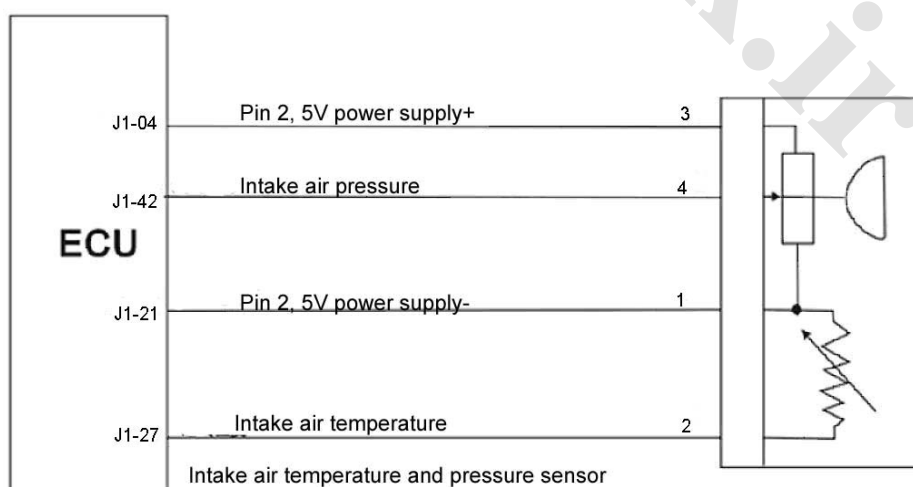 J1-04 Pin 2, 5V power supply+ 3
J1-42 Intake air pressure 4
ECU
J1-21 Pin 2, 5V power supply- 1
J1-27 Intake air temperature 2
Intake air temperature and pressure sensor